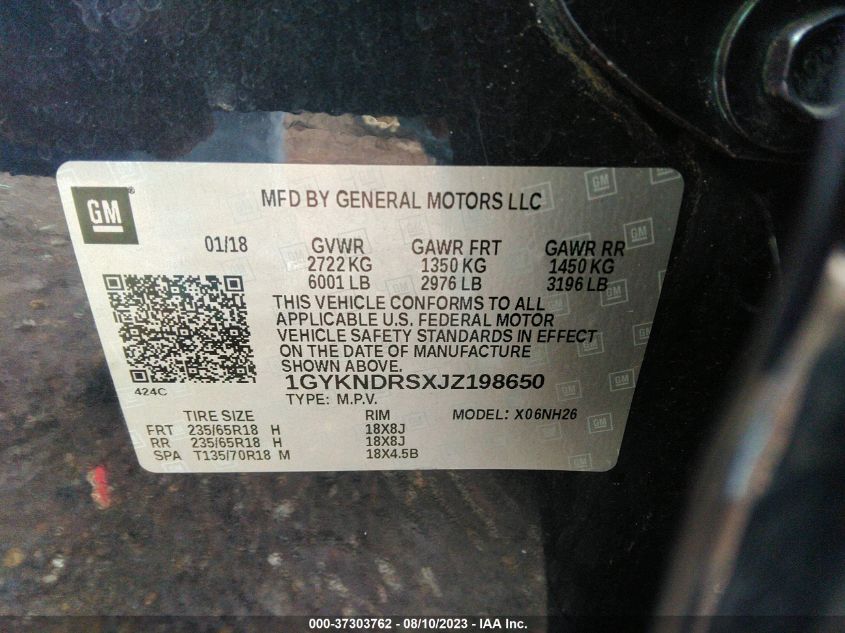 GM
MFD BY GENERAL MOTORS LLC
01/18 GVWR GAWR FRT GAWR RR
2722 KG 1350 KG 1450 KG
6001 LB 2976 LB 3196 LB
THIS VEHICLE CONFORMS TO ALL
APPLICABLE U.S. FEDERAL MOTOR
VEHICLE SAFETY STANDARDS IN EFFECT
ON THE DATE OF MANUFACTURE
SHOWN ABOVE.
424C
1GYKNDRSXJZ198650
TYPE: M.P.V.
TIRE SIZE RIM MODEL: X06NH26
FRT 235/65R18 H 18X8J
RR 235/65R18 H 18X8J
SPA T135/70R18 M 18X4.5B
000-37303762 - 08/10/2023 - IAA Inc.